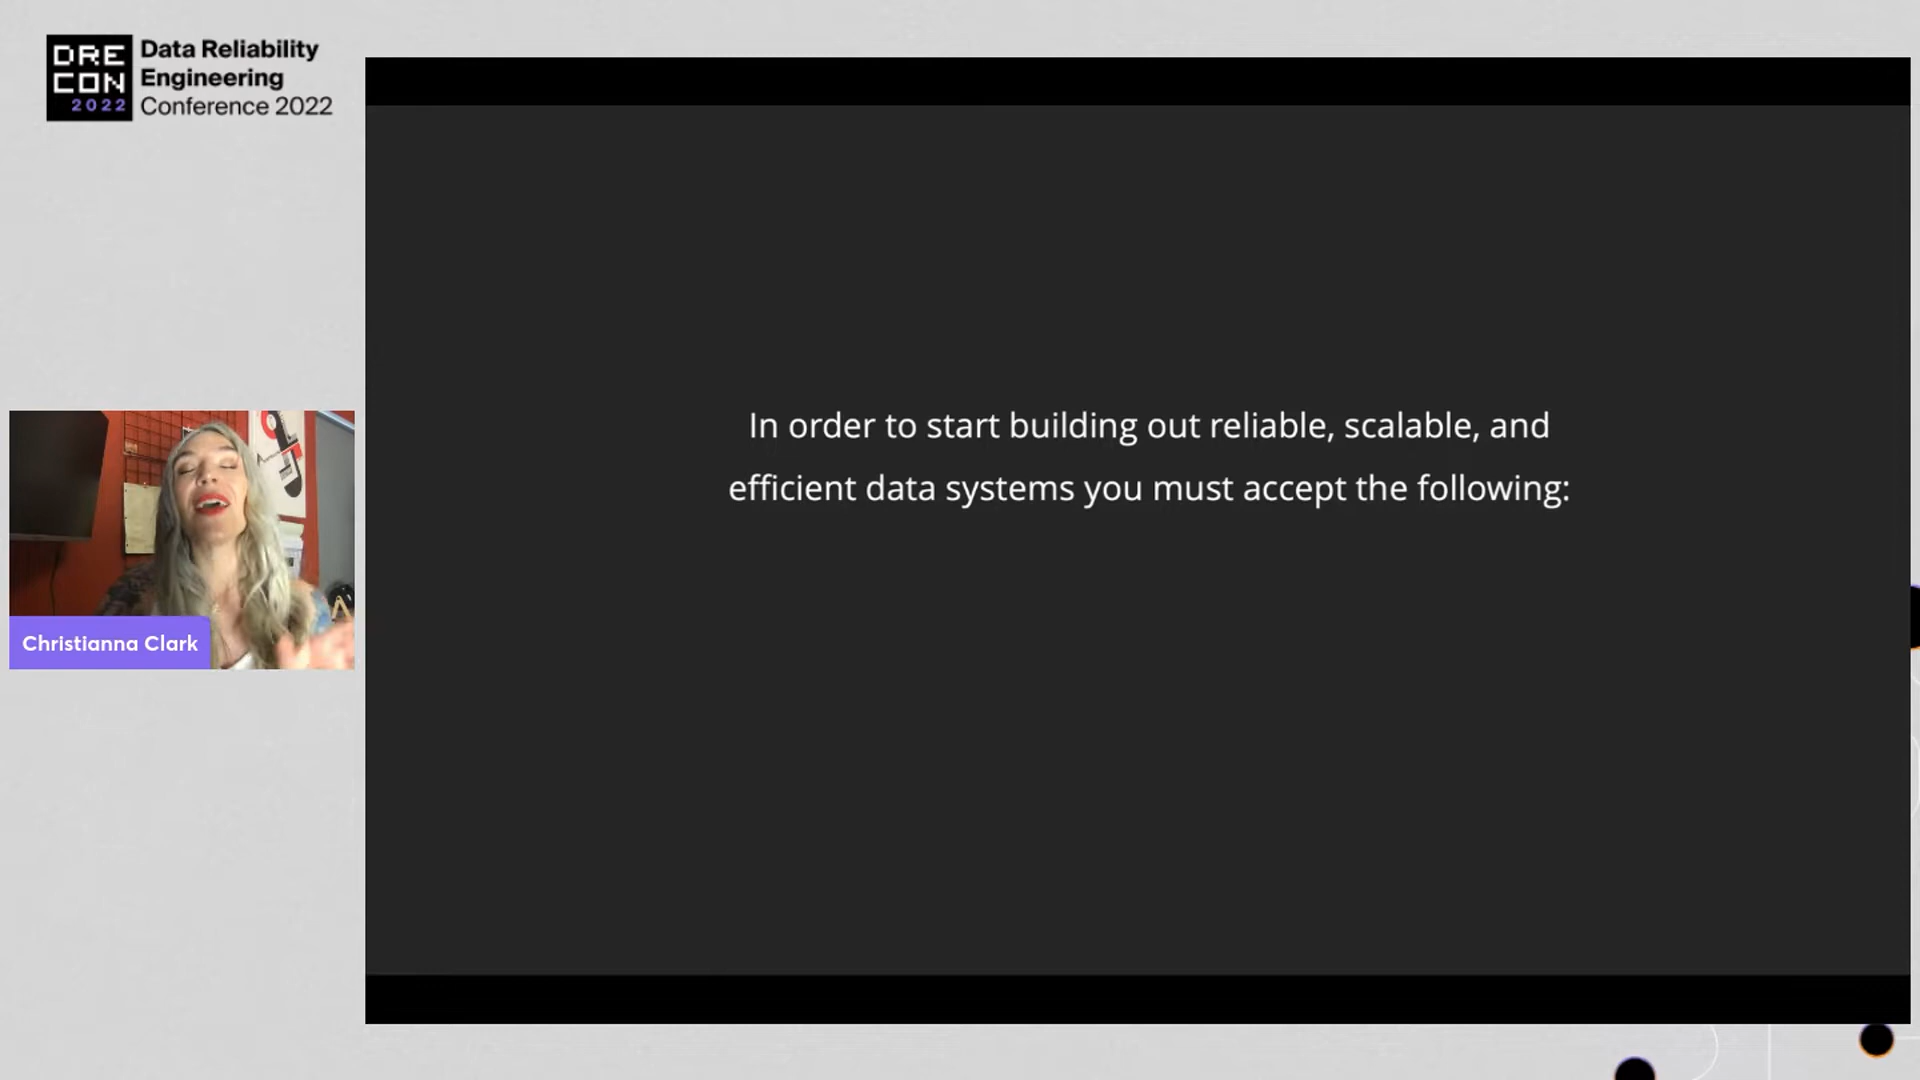 DRE
CON
2022
Data Reliability
Engineering
Conference 2022
In order to start building out reliable, scalable, and
efficient data systems you must accept the following:
Christianna Clark